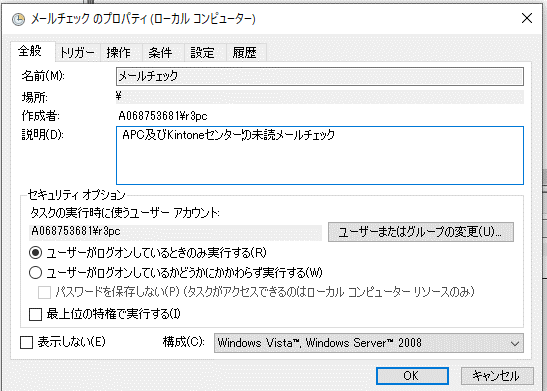 メールチェック のプロパティ (ローカル コンピューター)
全般 トリガー 操作 条件 設定 履歴
名前(M): メールチェック
場所: \
作成者: A068753681\r3pc
説明(D): APC及びKintoneセンターの未読メールチェック
セキュリティ オプション
タスクの実行時に使うユーザー アカウント:
A068753681\r3pc ユーザーまたはグループの変更(U)...
ユーザーがログオンしているときのみ実行する(R)
ユーザーがログオンしているかどうかにかかわらず実行する(W)
パスワードを保存しない(P) (タスクがアクセスできるのはローカル コンピューター リソースのみ)
最上位の特権で実行する(I)
表示しない(E) 構成(C): Windows Vista™, Windows Server™ 2008
OK キャンセル